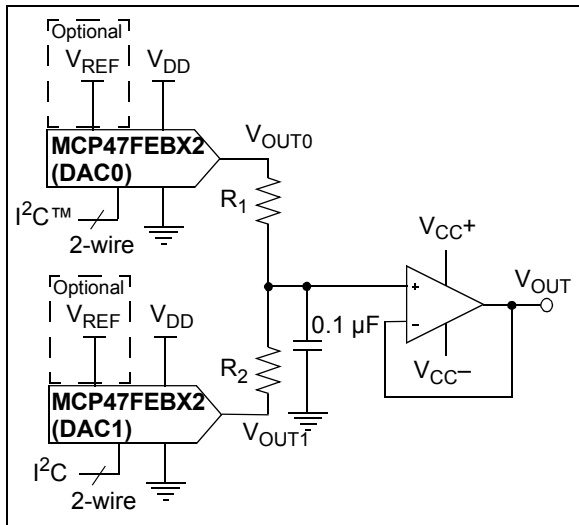 Optional
VREF
VDD
MCP47FEBX2
(DAC0)
VOUT0
R1
I2C™
2-wire
VCC+
VOUT
+
–
0.1 µF
VCC–
Optional
VREF
VDD
R2
MCP47FEBX2
(DAC1)
VOUT1
I2C
2-wire